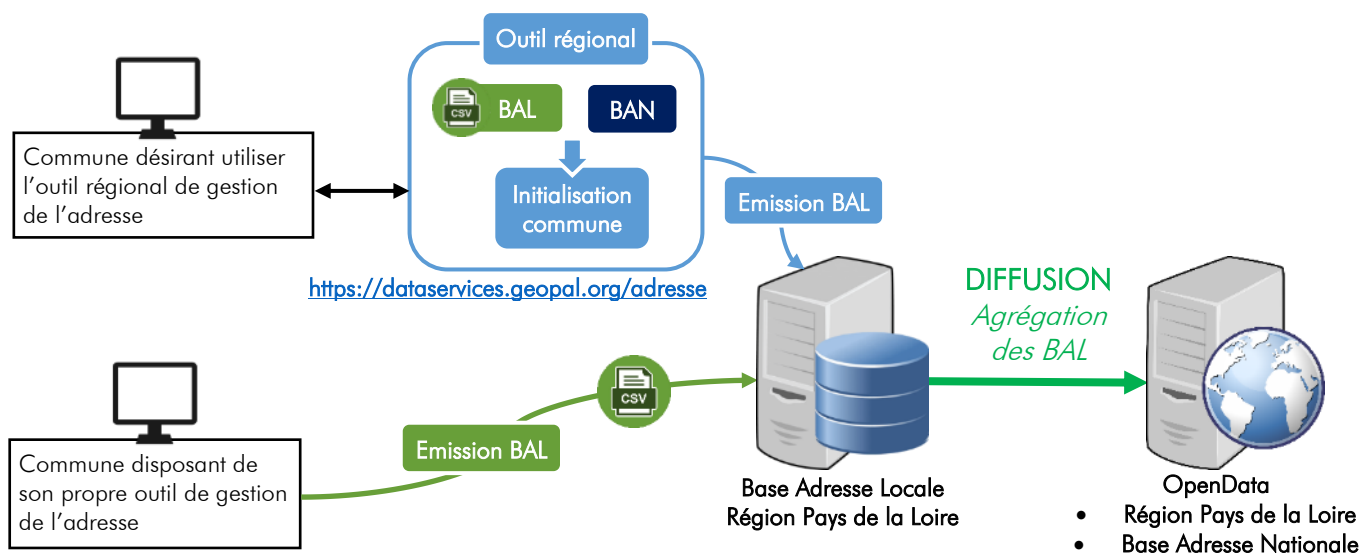 Outil régional
CSV
BAL
BAN
Initialisation
commune
Commune désirant utiliser
l'outil régional de gestion
de l'adresse
https://dataservices.geopal.org/adresse
Emission BAL
DIFFUSION
Agrégation
des BAL
CSV
Emission BAL
Commune disposant de
son propre outil de gestion
de l'adresse
Base Adresse Locale
Région Pays de la Loire
OpenData
• Région Pays de la Loire
• Base Adresse Nationale